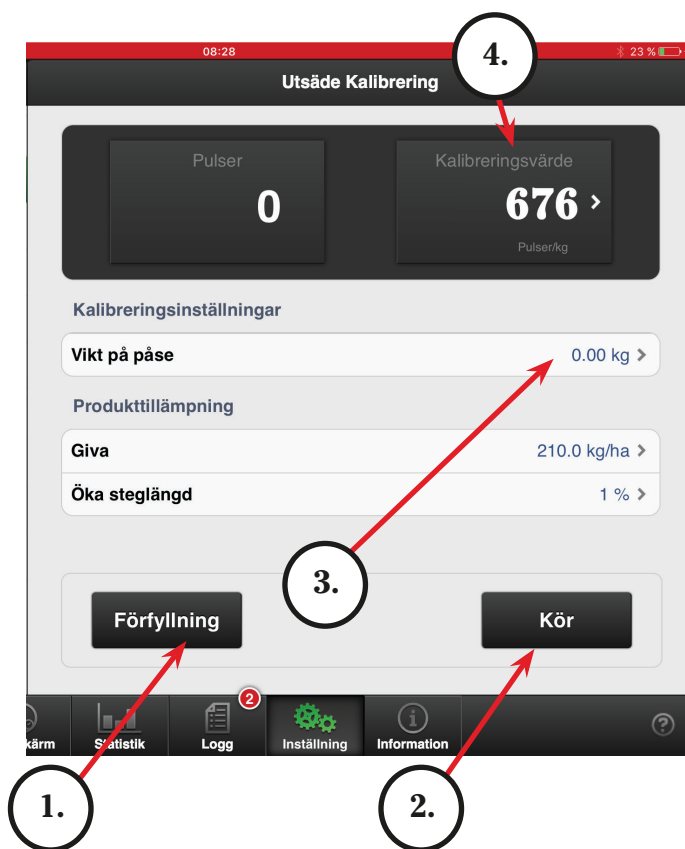 4.
08:28
23 %
Utsäde Kalibrering
Pulser
Kalibreringsvärde
0
676
Pulser/kg
Kalibreringsinställningar
Vikt på påse
0.00 kg
Produkttillämpning
Giva
210.0 kg/ha
Öka steglängd
1 %
3.
Förfyllning
Kör
2
kärm
Statistik
Logg
Inställning
Information
?
1.
2.